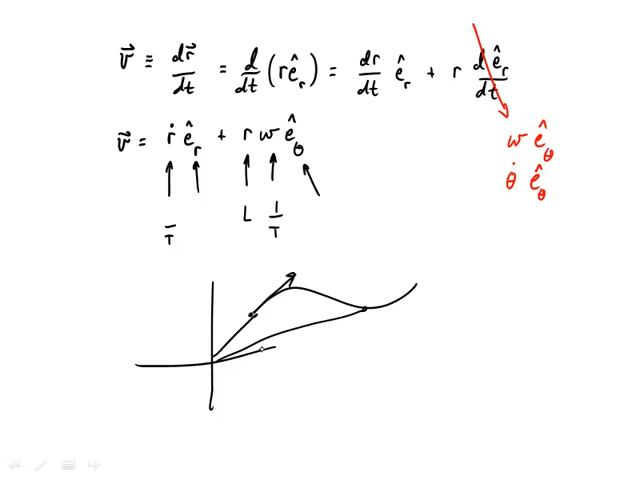 v⃗ ≡ dr⃗/dt = d/dt (r ê_r) = dr/dt ê_r + r dê_r/dt
ω ê_θ
v⃗ = ṙ ê_r + r ω ê_θ
θ̇ ê_θ
L 1/T
–/T